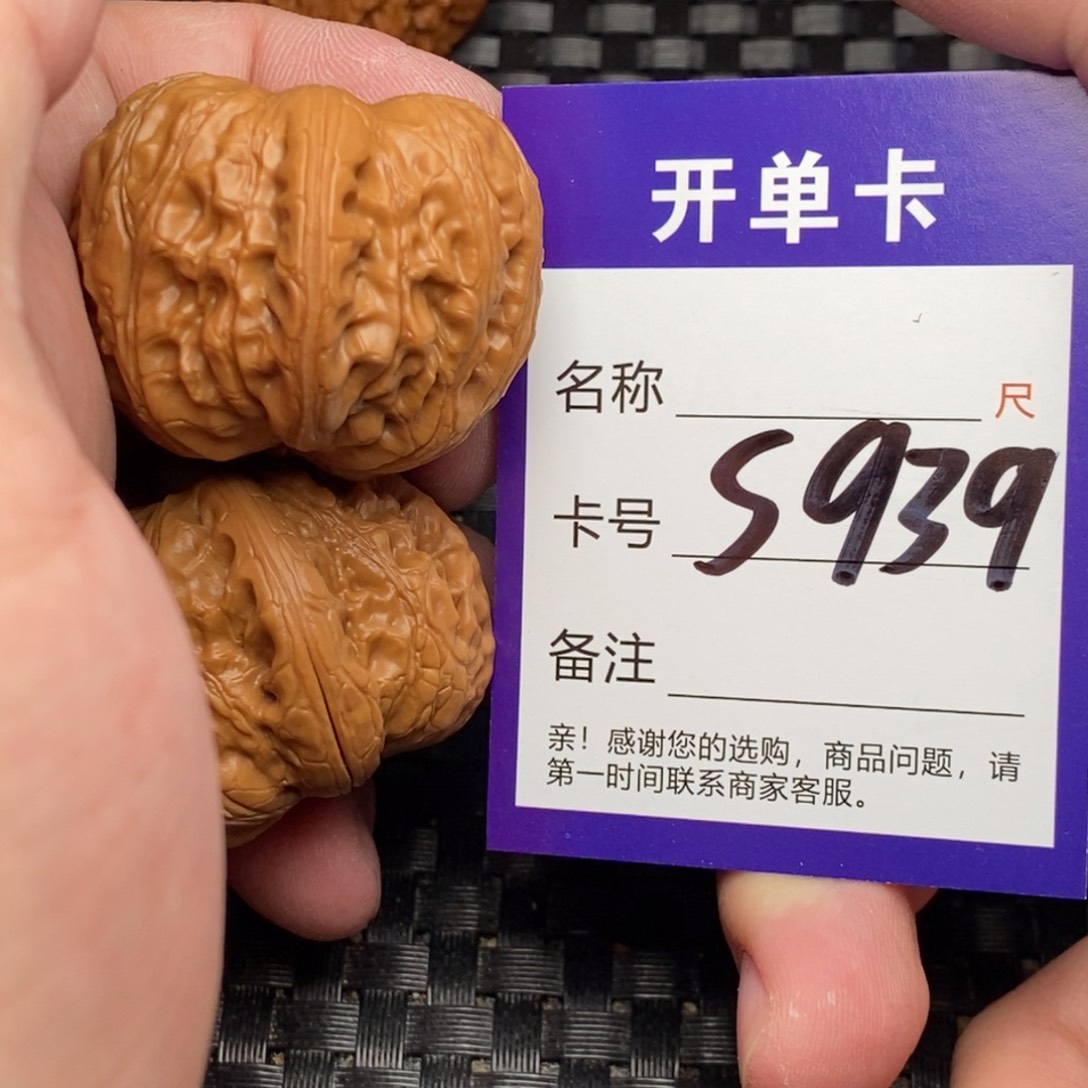 开单卡
名称 尺
卡号 S939
备注
亲！感谢您的选购，商品问题，请
第一时间联系商家客服。